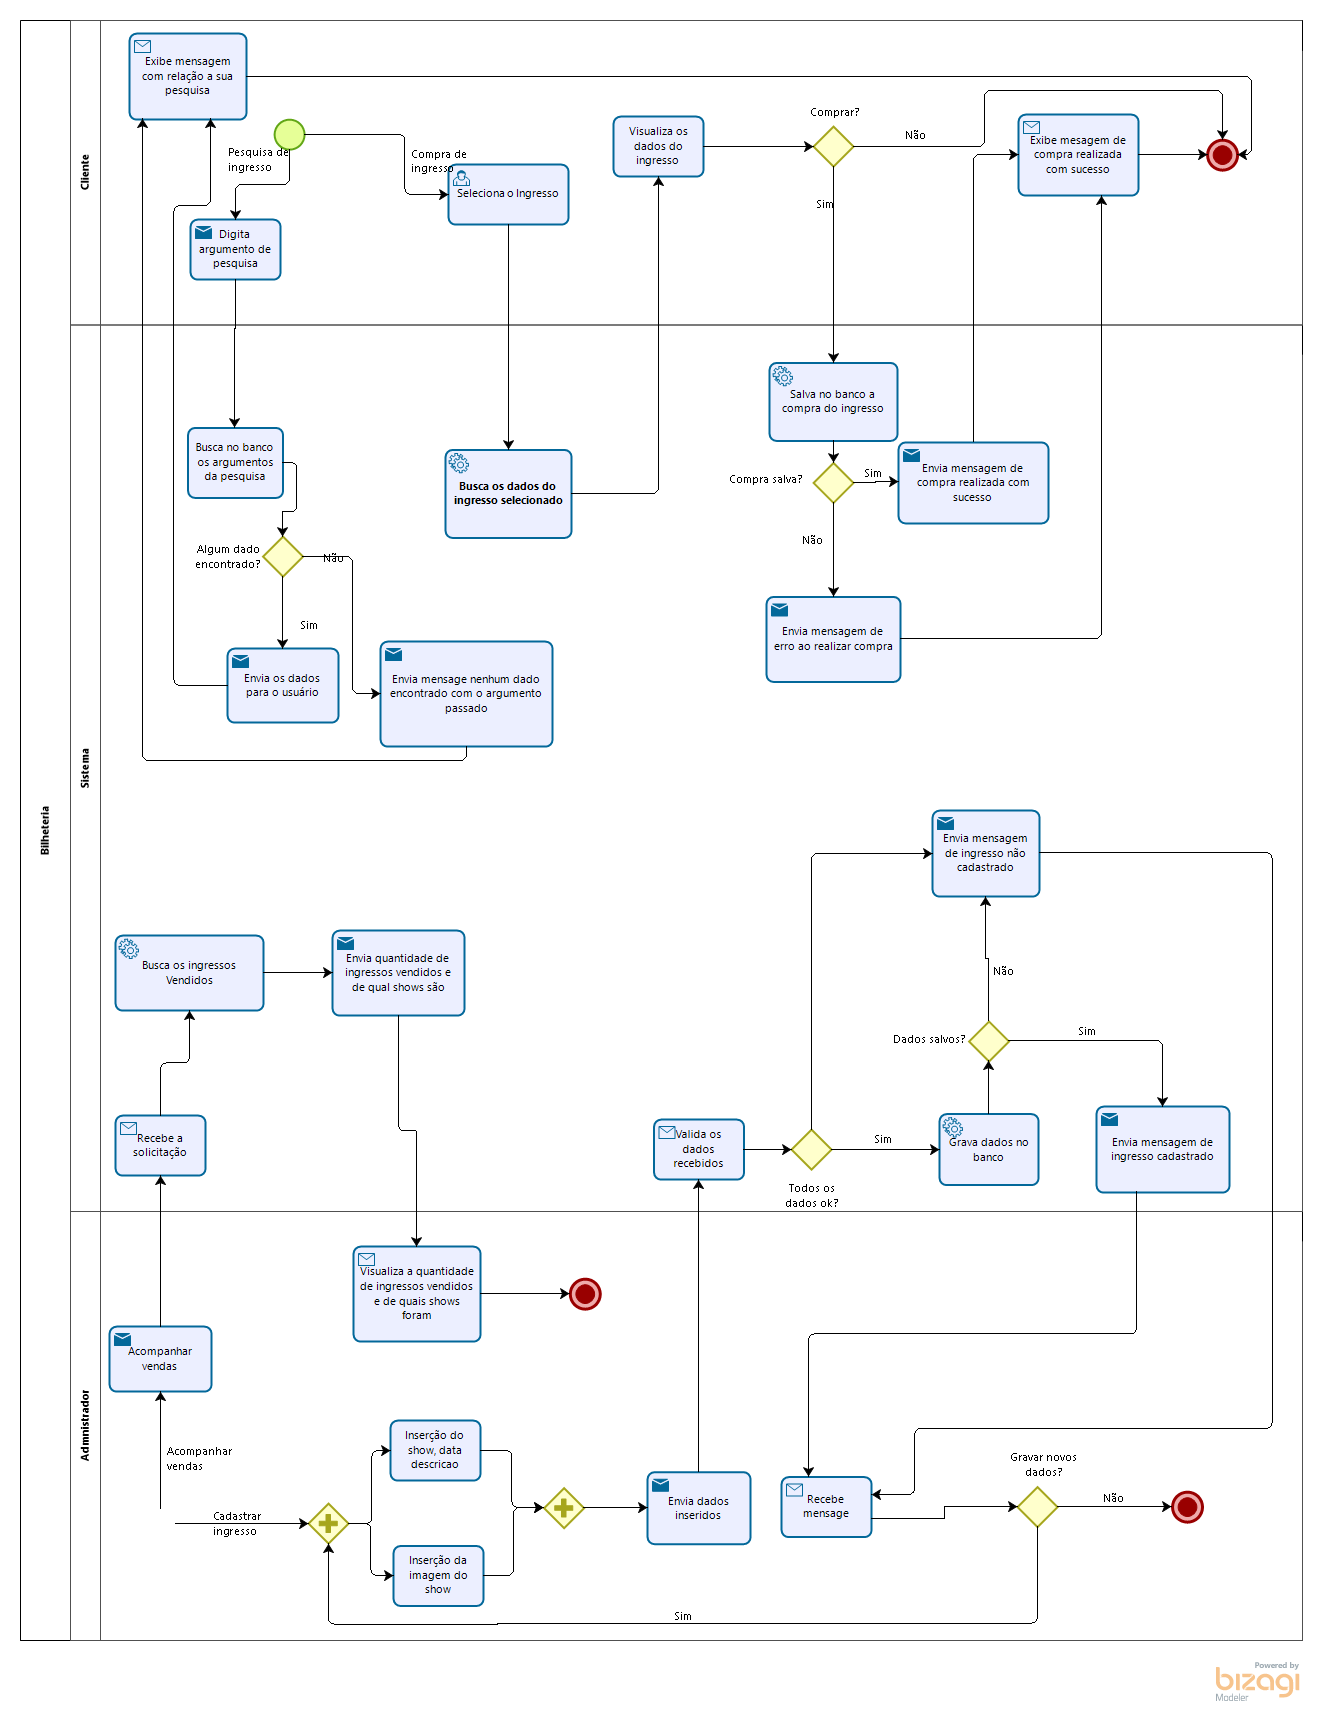 Bilheteria
Cliente
Exibe mensagem
com relação a sua
pesquisa
Pesquisa de
ingresso
Compra de
ingresso
Digita
argumento de
pesquisa
Seleciona o Ingresso
Visualiza os
dados do
ingresso
Comprar?
Não
Sim
Exibe mesagem de
compra realizada
com sucesso
Sistema
Busca no banco
os argumentos
da pesquisa
Algum dado
encontrado?
Não
Sim
Envia os dados
para o usuário
Envia mensage nenhum dado
encontrado com o argumento
passado
Busca os dados do
ingresso selecionado
Salva no banco a
compra do ingresso
Compra salva?
Sim
Não
Envia mensagem de
compra realizada com
sucesso
Envia mensagem de
erro ao realizar compra
Envia mensagem
de ingresso não
cadastrado
Busca os ingressos
Vendidos
Envia quantidade de
ingressos vendidos e
de qual shows são
Recebe a
solicitação
Valida os
dados
recebidos
Todos os
dados ok?
Sim
Grava dados no
banco
Dados salvos?
Não
Sim
Envia mensagem de
ingresso cadastrado
Admnistrador
Visualiza a quantidade
de ingressos vendidos
e de quais shows
foram
Acompanhar
vendas
Acompanhar
vendas
Cadastrar
ingresso
Inserção do
show, data
descricao
Inserção da
imagem do
show
Envia dados
inseridos
Recebe
mensage
Gravar novos
dados?
Não
Sim
Powered by
bizagi
Modeler